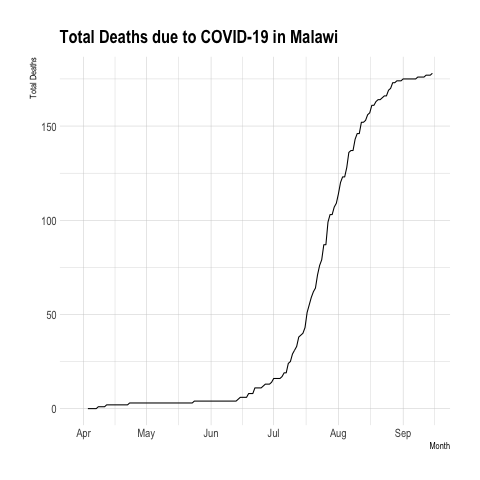 Total Deaths due to COVID-19 in Malawi
Total Deaths
150
100
50
0
Apr May Jun Jul Aug Sep
Month